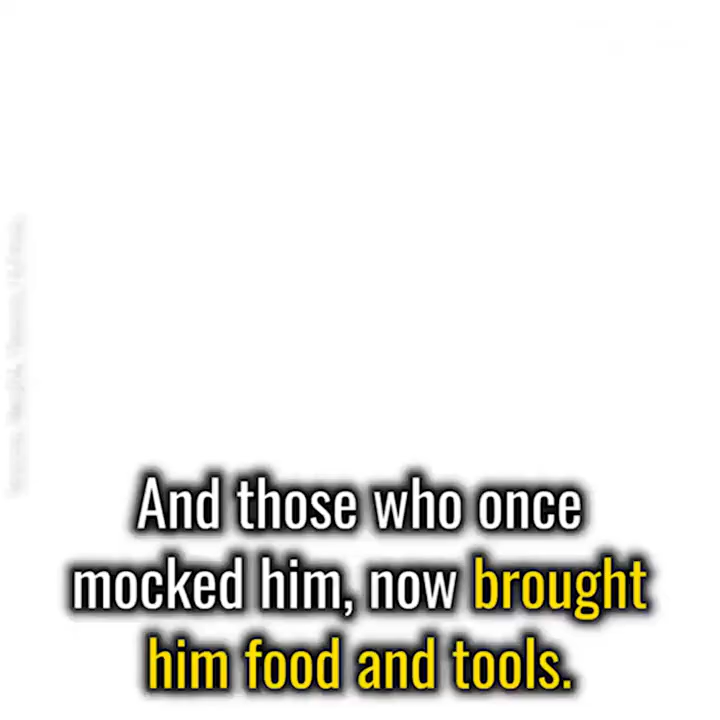 And those who once
mocked him, now brought
him food and tools.